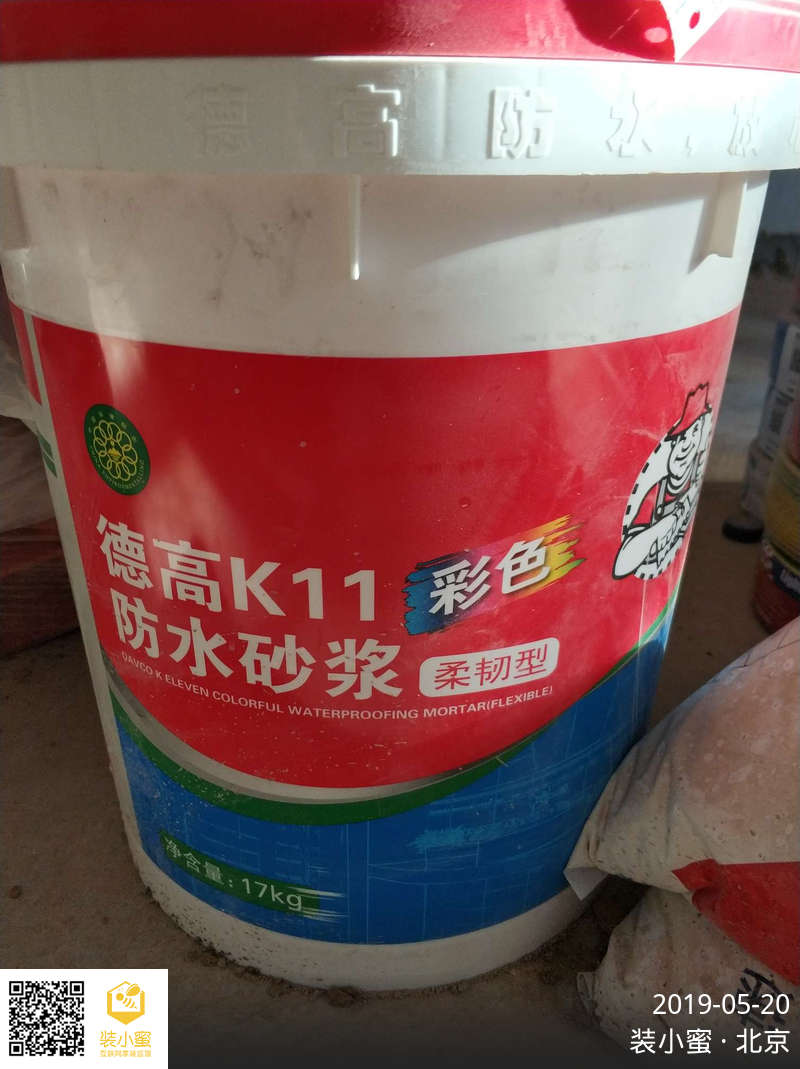 德高防水,放
德高K11 彩色
防水砂浆 柔韧型
DAVCO K ELEVEN COLORFUL WATERPROOFING MORTAR(FLEXIBLE)
净含量:17kg
装小蜜
2019-05-20
装小蜜·北京